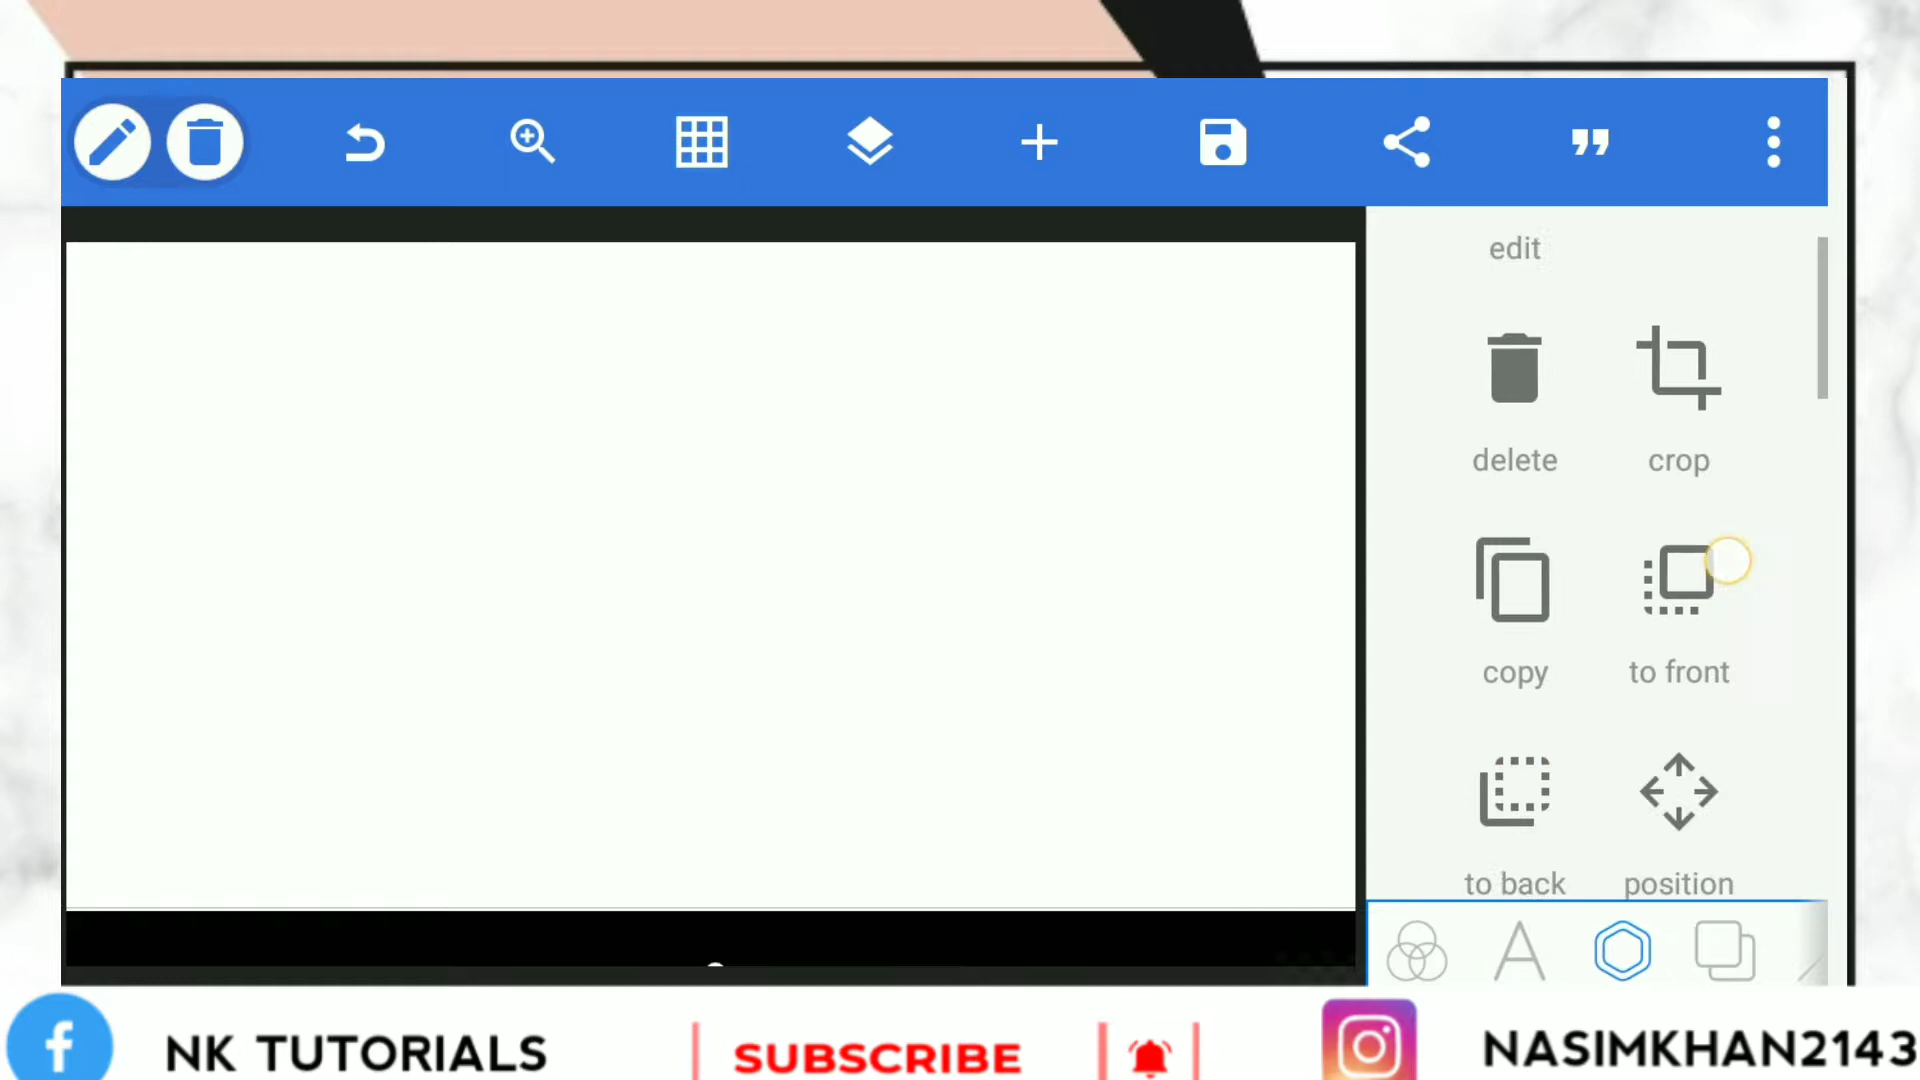 edit
delete
crop
copy
to front
to back
position
NK TUTORIALS
SUBSCRIBE
NASIMKHAN2143